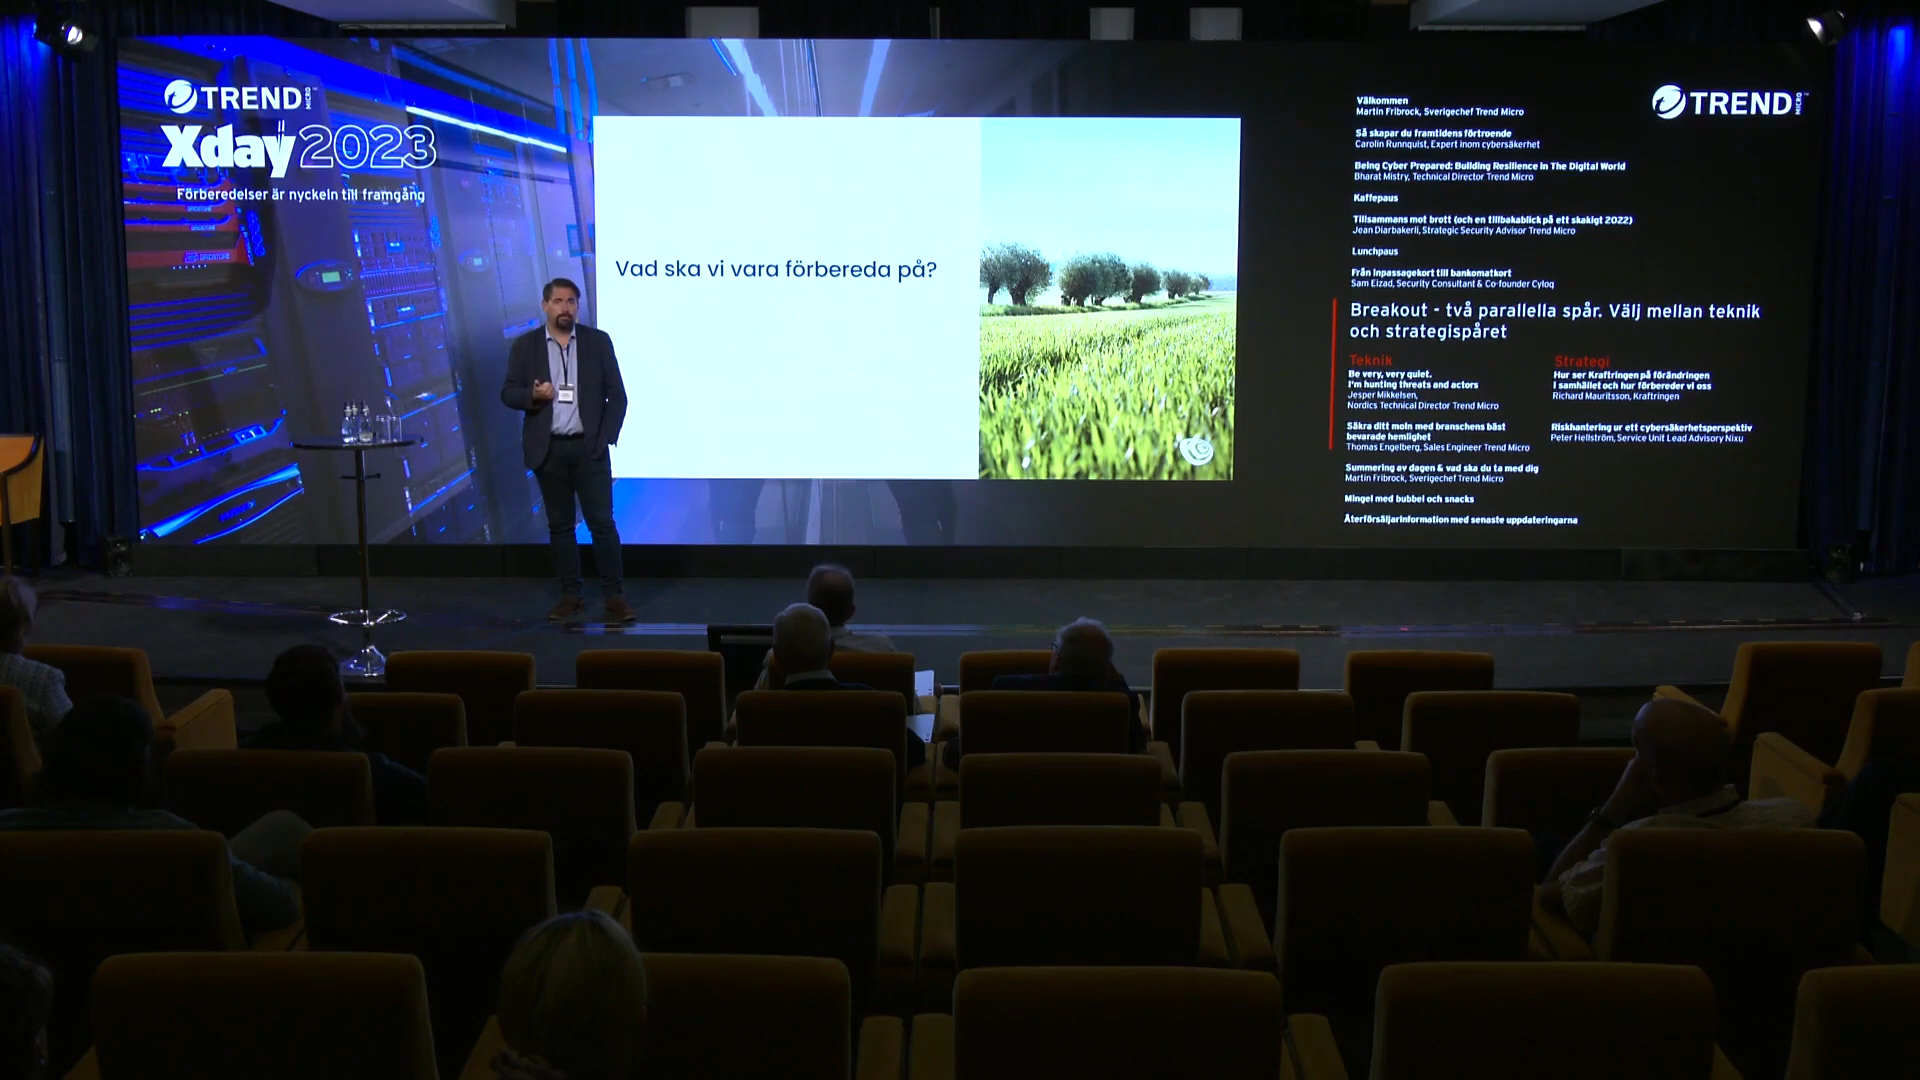 TREND MICRO
Xday2023
Förberedelser är nyckeln till framgång
Vad ska vi vara förbereda på?
TREND MICRO
Välkommen
Martin Fribrock, Sverigechef Trend Micro
Så skapar du framtidens förtroende
Carolin Runnquist, Expert inom cybersäkerhet
Being Cyber Prepared: Building Resilience in The Digital World
Bharat Mistry, Technical Director Trend Micro
Kaffepaus
Tillsammans mot brott (och en tillbakablick på ett skakigt 2022)
Jean Diarbakerli, Strategic Security Advisor Trend Micro
Lunchpaus
Från inpassagekort till bankomatkort
Sam Eizad, Security Consultant & Co-founder Cyloq
Breakout - två parallella spår. Välj mellan teknik
och strategispåret
Teknik
Be very, very quiet.
I'm hunting threats and actors
Jesper Mikkelsen,
Nordics Technical Director Trend Micro
Säkra ditt moln med branschens bäst
bevarade hemlighet
Thomas Engelberg, Sales Engineer Trend Micro
Strategi
Hur ser Kraftringen på förändringen
i samhället och hur förbereder vi oss
Richard Mauritsson, Kraftringen
Riskhantering ur ett cybersäkerhetsperspektiv
Peter Hellström, Service Unit Lead Advisory Nixu
Summering av dagen & vad ska du ta med dig
Martin Fribrock, Sverigechef Trend Micro
Mingel med bubbel och snacks
Återförsäljarinformation med senaste uppdateringarna